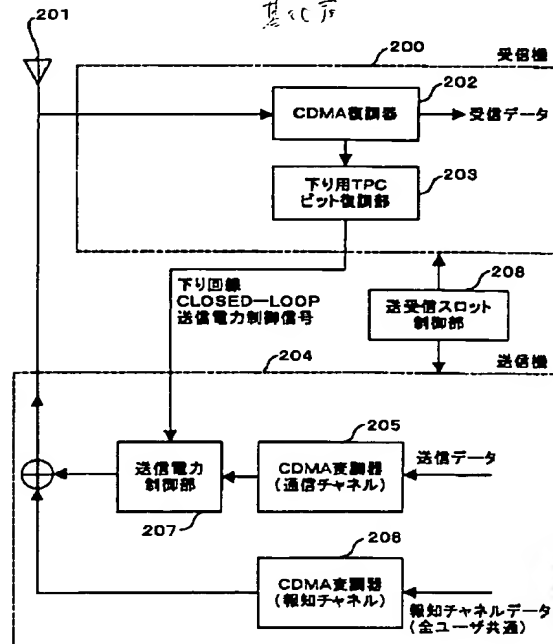 基地局
201
200
受信機
202
CDMA復調器
受信データ
203
下り用TPC
ビット復調部
下り回線
CLOSED—LOOP
送信電力制御信号
208
送受信スロット
制御部
送信機
204
205
送信電力
制御部
207
CDMA変調器
(通信チャネル)
送信データ
206
CDMA変調器
(報知チャネル)
報知チャネルデータ
(全ユーザ共通)